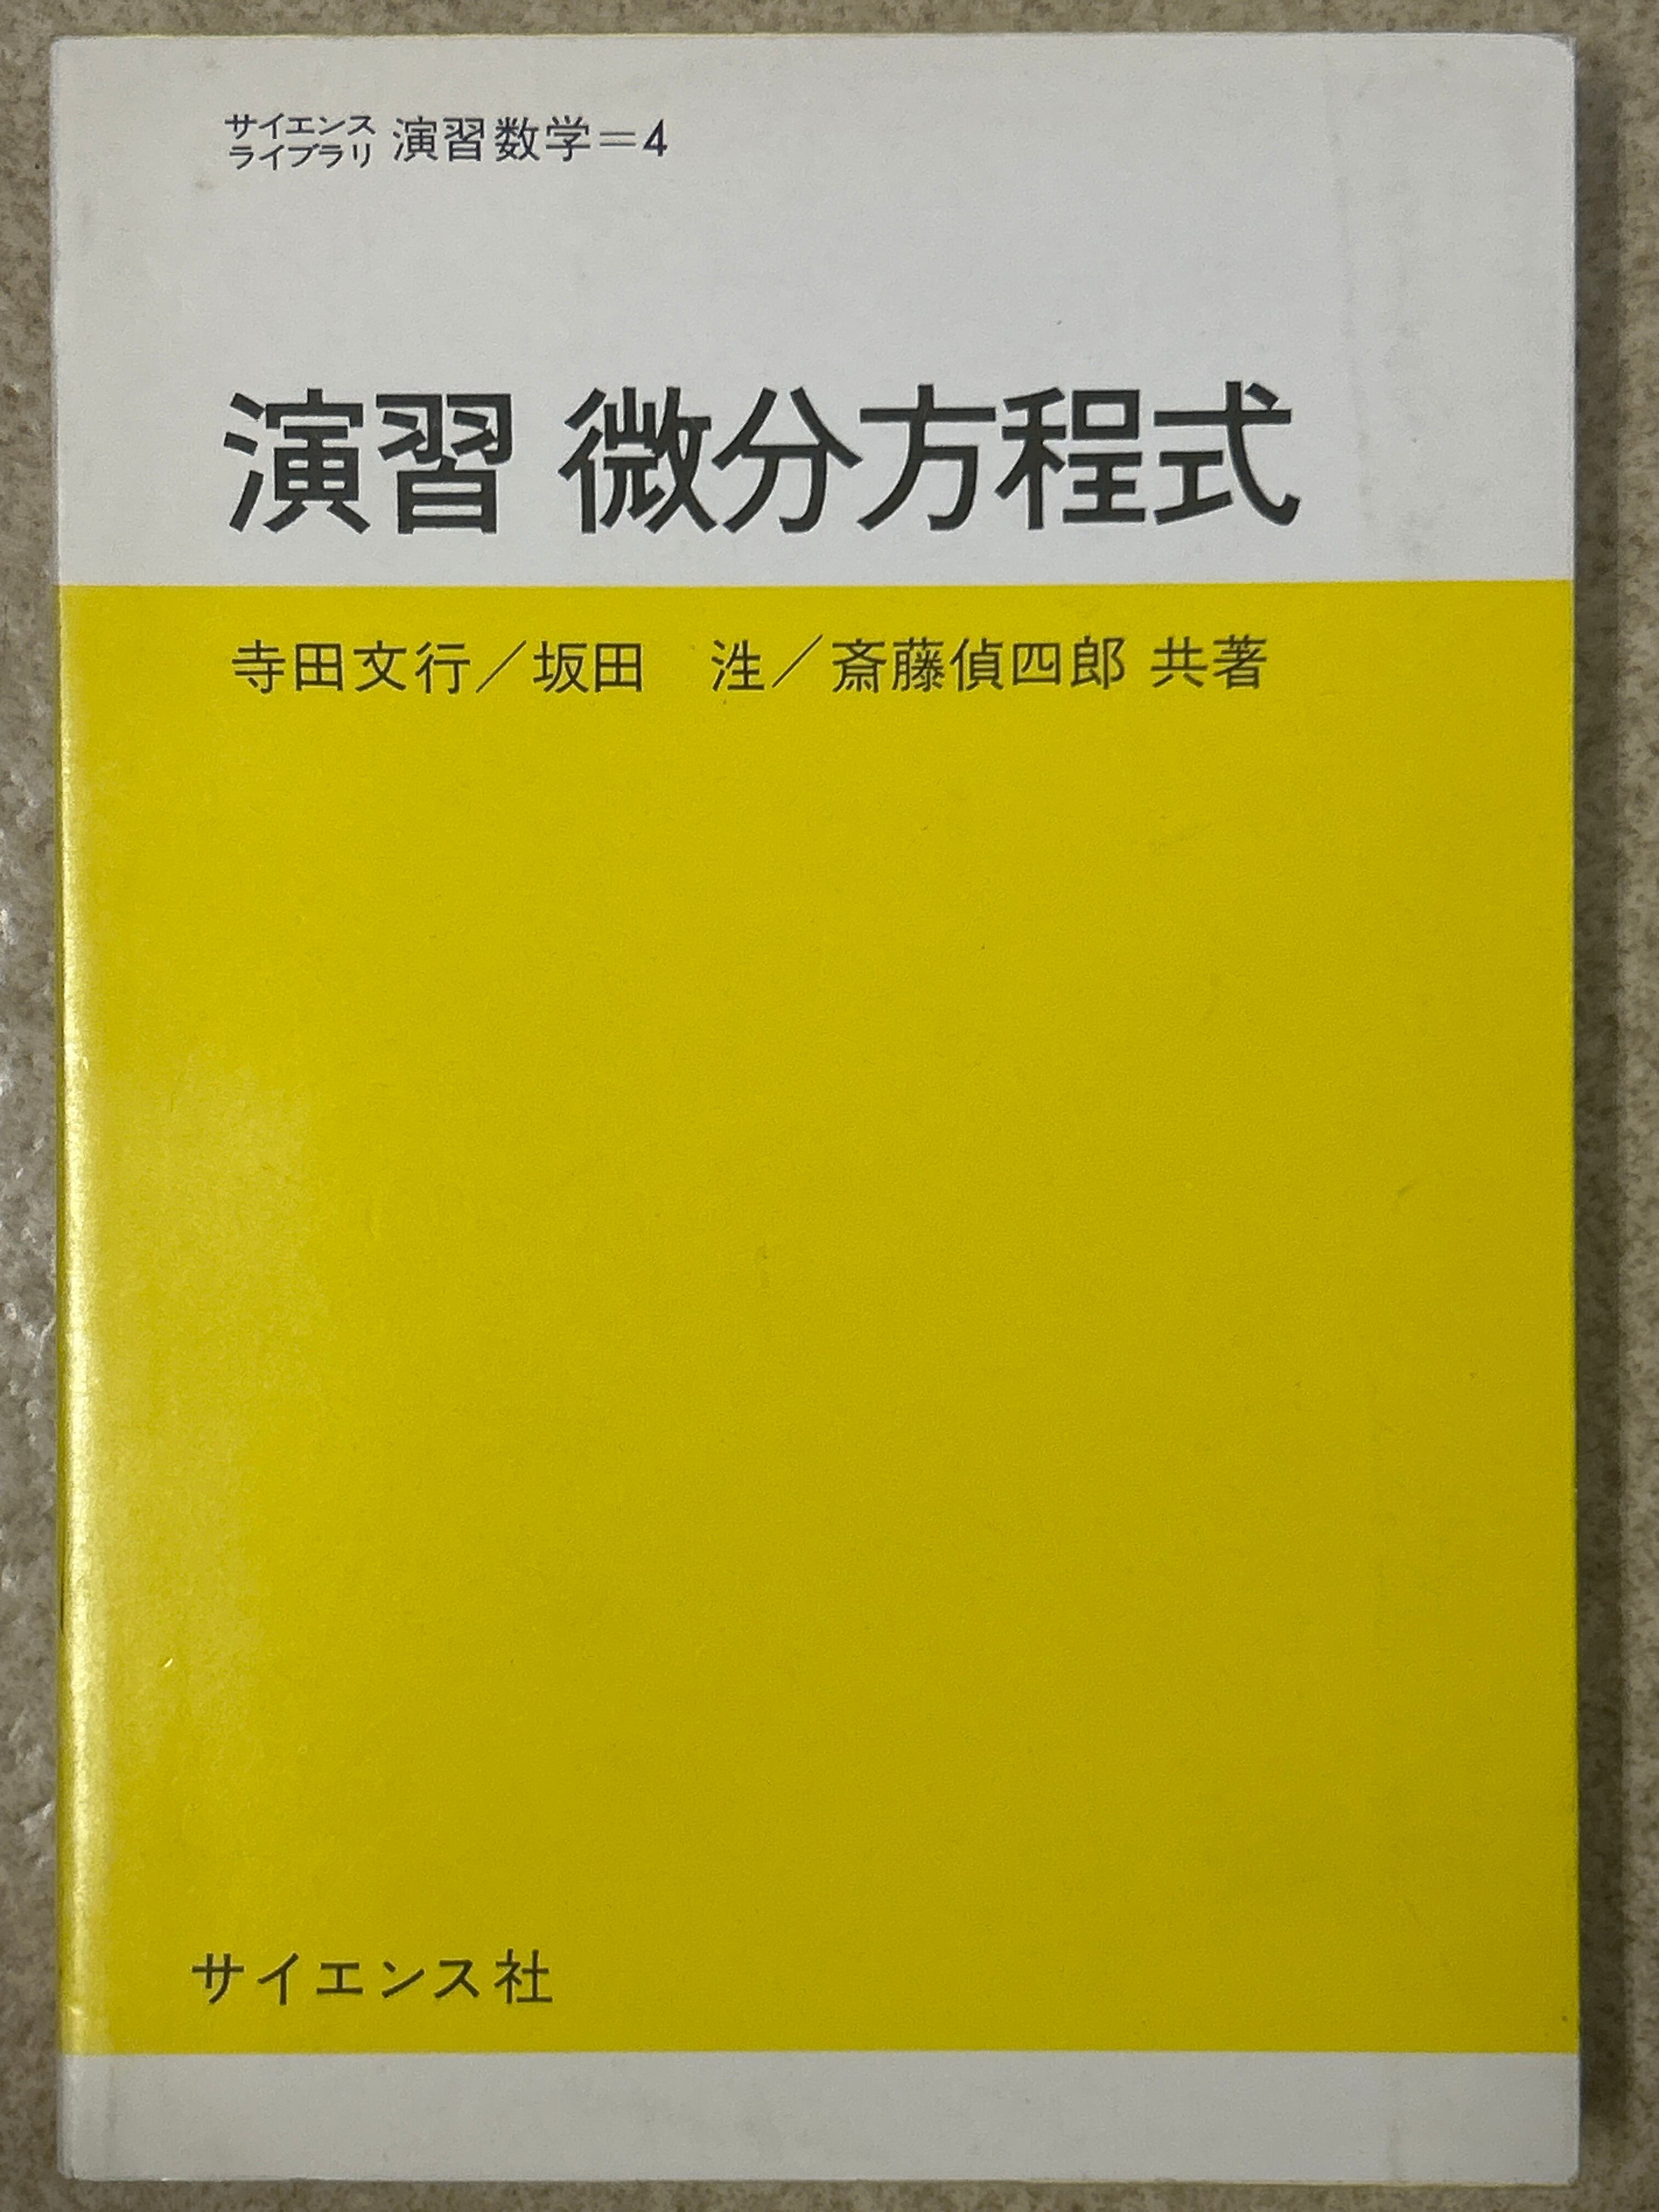 サイエンス
ライブラリ 演習数学＝4
演習 微分方程式
寺田文行／坂田　泩／斎藤偵四郎 共著
サイエンス社